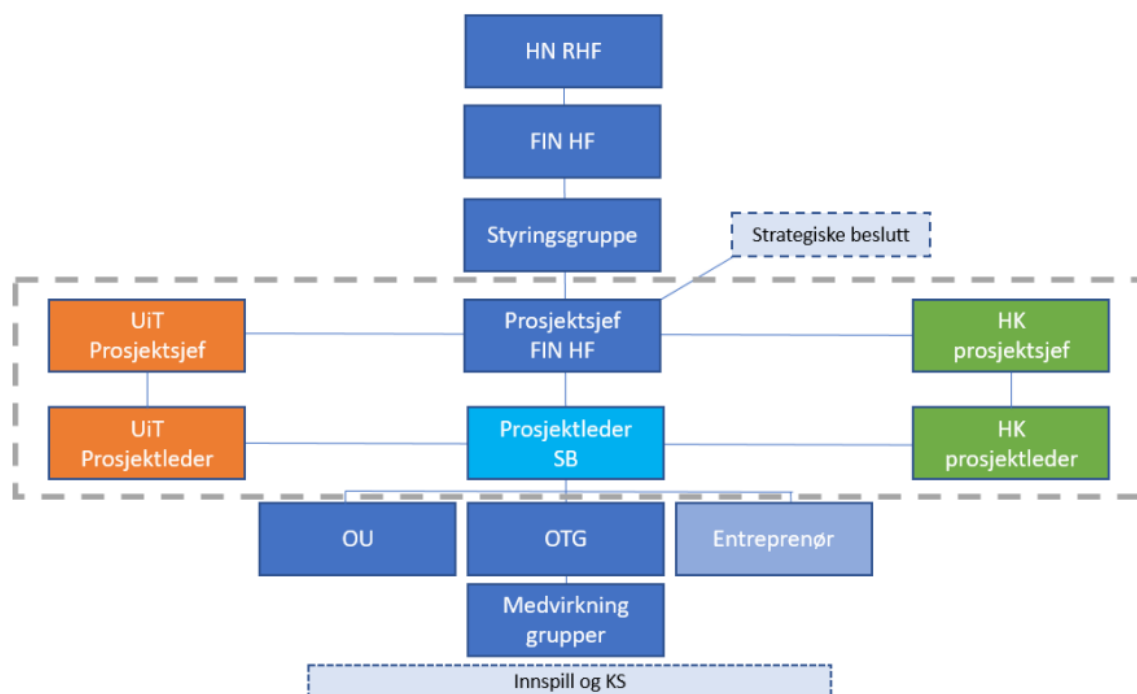 HN RHF
FIN HF
Styringsgruppe
Strategiske beslutt
UiT
Prosjektsjef
Prosjektsjef
FIN HF
HK
prosjektsjef
UiT
Prosjektleder
Prosjektleder
SB
HK
prosjektleder
OU
OTG
Entreprenør
Medvirkning
grupper
Innspill og KS